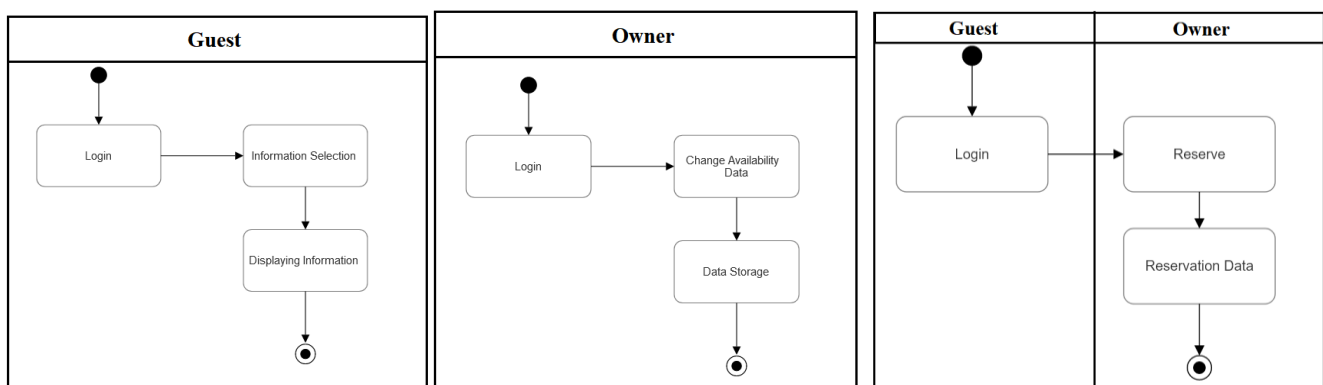 Guest
Login
Information Selection
Displaying Information
Owner
Login
Change Availability
Data
Data Storage
Guest
Owner
Login
Reserve
Reservation Data